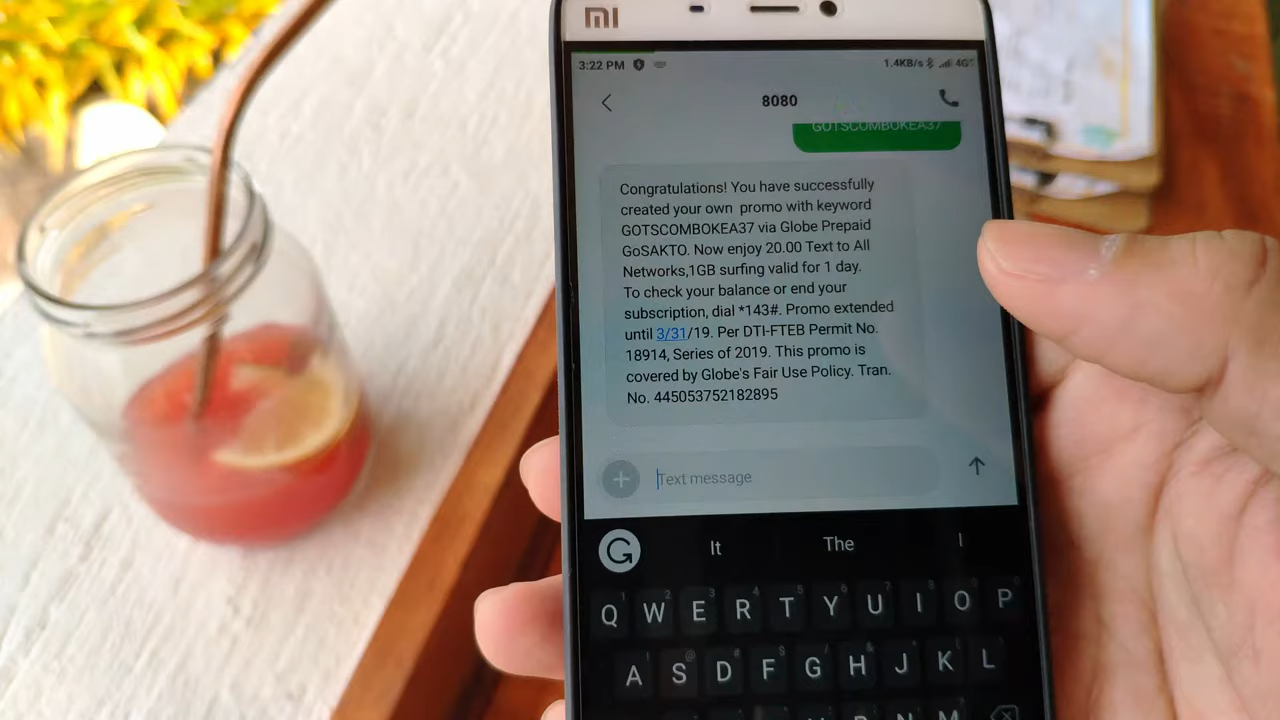 MI
3:22 PM
1.4KB/s 4G
8080
GOTSCOMBOKEA37
Congratulations! You have successfully
created your own  promo with keyword
GOTSCOMBOKEA37 via Globe Prepaid
GoSAKTO. Now enjoy 20.00 Text to All
Networks,1GB surfing valid for 1 day.
To check your balance or end your
subscription, dial *143#. Promo extended
until 3/31/19. Per DTI-FTEB Permit No.
18914, Series of 2019. This promo is
covered by Globe's Fair Use Policy. Tran.
No. 445053752182895
Text message
It The I
Q W E R T Y U I O P
A S D F G H J K L
B N M